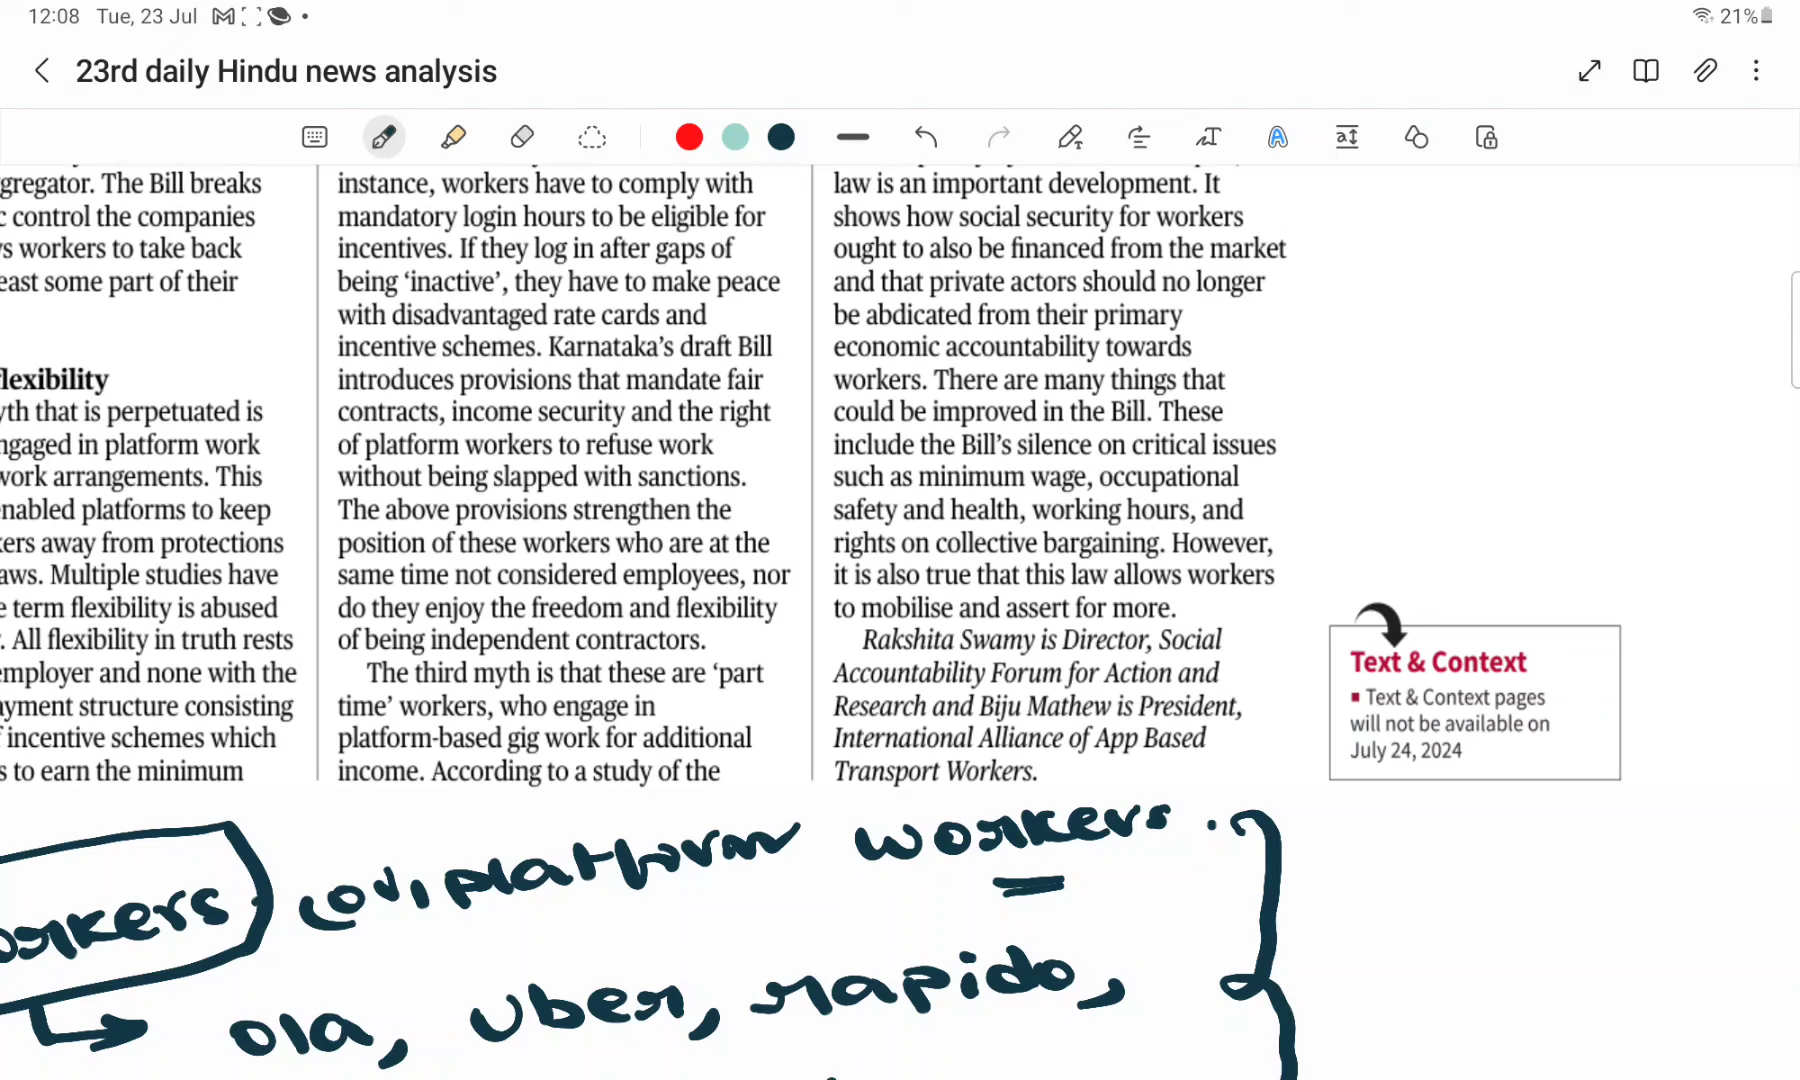 12:08 Tue, 23 Jul
21%
23rd daily Hindu news analysis
gregator. The Bill breaks
c control the companies
s workers to take back
east some part of their
flexibility
yth that is perpetuated is
ngaged in platform work
work arrangements. This
enabled platforms to keep
kers away from protections
aws. Multiple studies have
e term flexibility is abused
. All flexibility in truth rests
employer and none with the
ayment structure consisting
f incentive schemes which
s to earn the minimum
instance, workers have to comply with
mandatory login hours to be eligible for
incentives. If they log in after gaps of
being ‘inactive’, they have to make peace
with disadvantaged rate cards and
incentive schemes. Karnataka’s draft Bill
introduces provisions that mandate fair
contracts, income security and the right
of platform workers to refuse work
without being slapped with sanctions.
The above provisions strengthen the
position of these workers who are at the
same time not considered employees, nor
do they enjoy the freedom and flexibility
of being independent contractors.
The third myth is that these are ‘part
time’ workers, who engage in
platform-based gig work for additional
income. According to a study of the
law is an important development. It
shows how social security for workers
ought to also be financed from the market
and that private actors should no longer
be abdicated from their primary
economic accountability towards
workers. There are many things that
could be improved in the Bill. These
include the Bill’s silence on critical issues
such as minimum wage, occupational
safety and health, working hours, and
rights on collective bargaining. However,
it is also true that this law allows workers
to mobilise and assert for more.
Rakshita Swamy is Director, Social
Accountability Forum for Action and
Research and Biju Mathew is President,
International Alliance of App Based
Transport Workers.
Text & Context
▪ Text & Context pages
will not be available on
July 24, 2024
orkers) platform workers.
ola, uber, rapido,